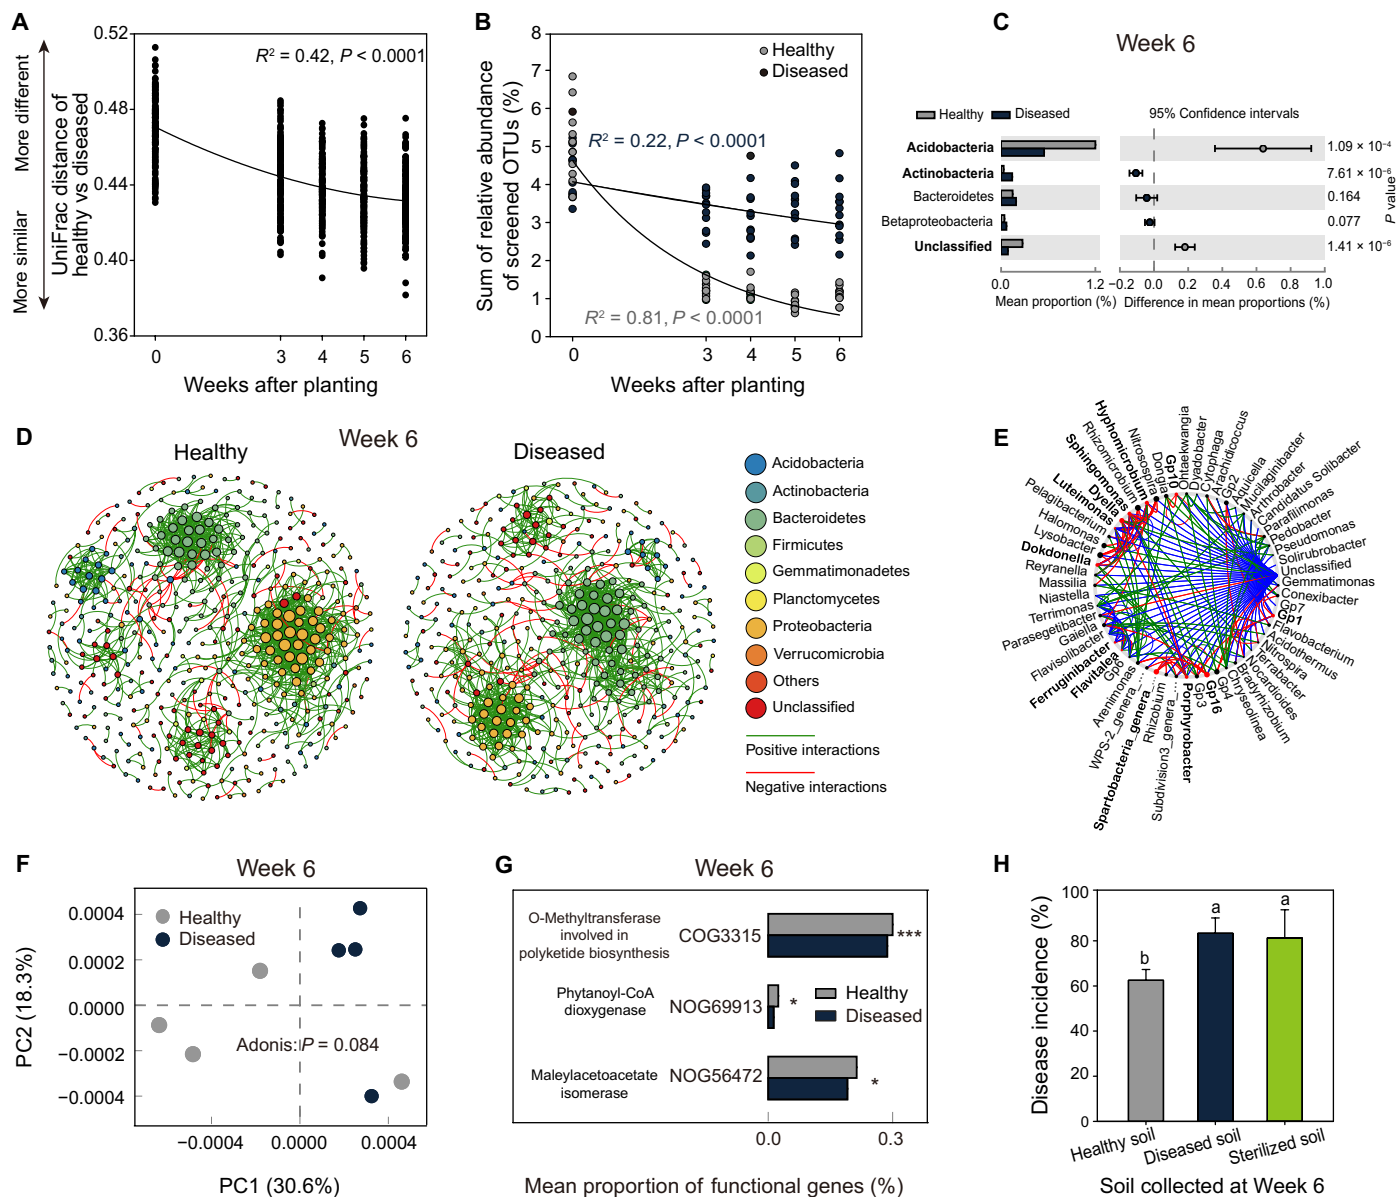 A
More different
More similar
UniFrac distance of
healthy vs diseased
0.52
0.48
0.44
0.40
0.36
R² = 0.42, P < 0.0001
0
3
4
5
6
Weeks after planting
B
Sum of relative abundance
of screened OTUs (%)
8
7
6
5
4
3
2
1
0
Healthy
Diseased
R² = 0.22, P < 0.0001
R² = 0.81, P < 0.0001
0
3
4
5
6
Weeks after planting
C
Week 6
Healthy
Diseased
95% Confidence intervals
Acidobacteria
1.09 × 10⁻⁴
Actinobacteria
7.61 × 10⁻⁶
Bacteroidetes
0.164
Betaproteobacteria
0.077
Unclassified
1.41 × 10⁻⁶
P value
0.0
1.2
−0.2
0.0
0.2
0.4
0.6
0.8
1.0
Mean proportion (%)
Difference in mean proportions (%)
D
Week 6
Healthy
Diseased
Acidobacteria
Actinobacteria
Bacteroidetes
Firmicutes
Gemmatimonadetes
Planctomycetes
Proteobacteria
Verrucomicrobia
Others
Unclassified
Positive interactions
Negative interactions
E
Gp10
Ohtaekwangia
Dyadobacter
Cytophaga
Arachidicoccus
Gp2
Aquicella
Mucilaginibacter
Arthrobacter
Candidatus Solibacter
Parafilimonas
Pedobacter
Pseudomonas
Solirubrobacter
Unclassified
Gemmatimonas
Conexibacter
Gp7
Gp1
Flavobacterium
Acidothermus
Nitrospira
Terrabacter
Nocardioides
Bradyrhizobium
Chryseolinea
Gp4
Gp16
Gp3
Porphyrobacter
Subdivision3_genera
Rhizobium
Spartobacteria_genera
WPS-2_genera
Arenimonas
Gp6
Flavitalea
Ferruginibacter
Flavisolibacter
Gaiella
Parasegetibacter
Terrimonas
Niastella
Massilia
Reyranella
Dokdonella
Lysobacter
Halomonas
Pelagibacterium
Luteimonas
Dyella
Sphingomonas
Rhizomicrobium
Hyphomicrobium
Nitrosospira
Dongia
F
Week 6
PC2 (18.3%)
0.0004
0.0002
0.0000
−0.0002
−0.0004
Healthy
Diseased
Adonis: P = 0.084
−0.0004
0.0000
0.0004
PC1 (30.6%)
G
Week 6
O-Methyltransferase
involved in
polyketide biosynthesis
COG3315
***
Phytanoyl-CoA
dioxygenase
NOG69913
*
Healthy
Diseased
Maleylacetoacetate
isomerase
NOG56472
*
0.0
0.3
Mean proportion of functional genes (%)
H
Disease incidence (%)
100
80
60
40
20
0
b
a
a
Healthy soil
Diseased soil
Sterilized soil
Soil collected at Week 6